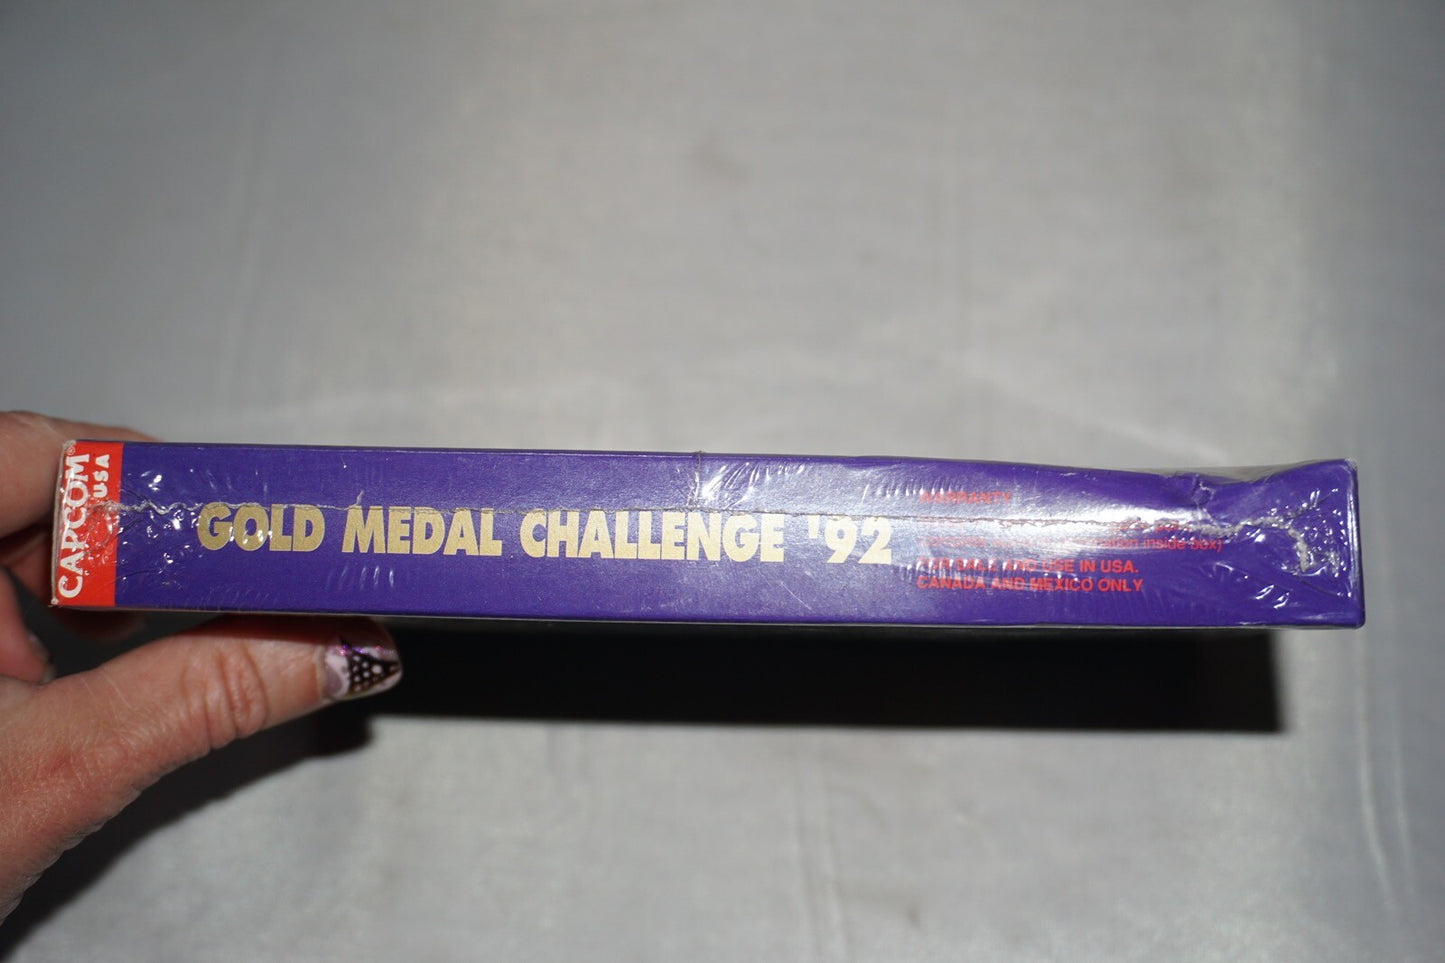 CAPCOM®
USA
GOLD MEDAL CHALLENGE '92
WARRANTY
inside box)
FOR SALE AND USE IN USA.
CANADA AND MEXICO ONLY